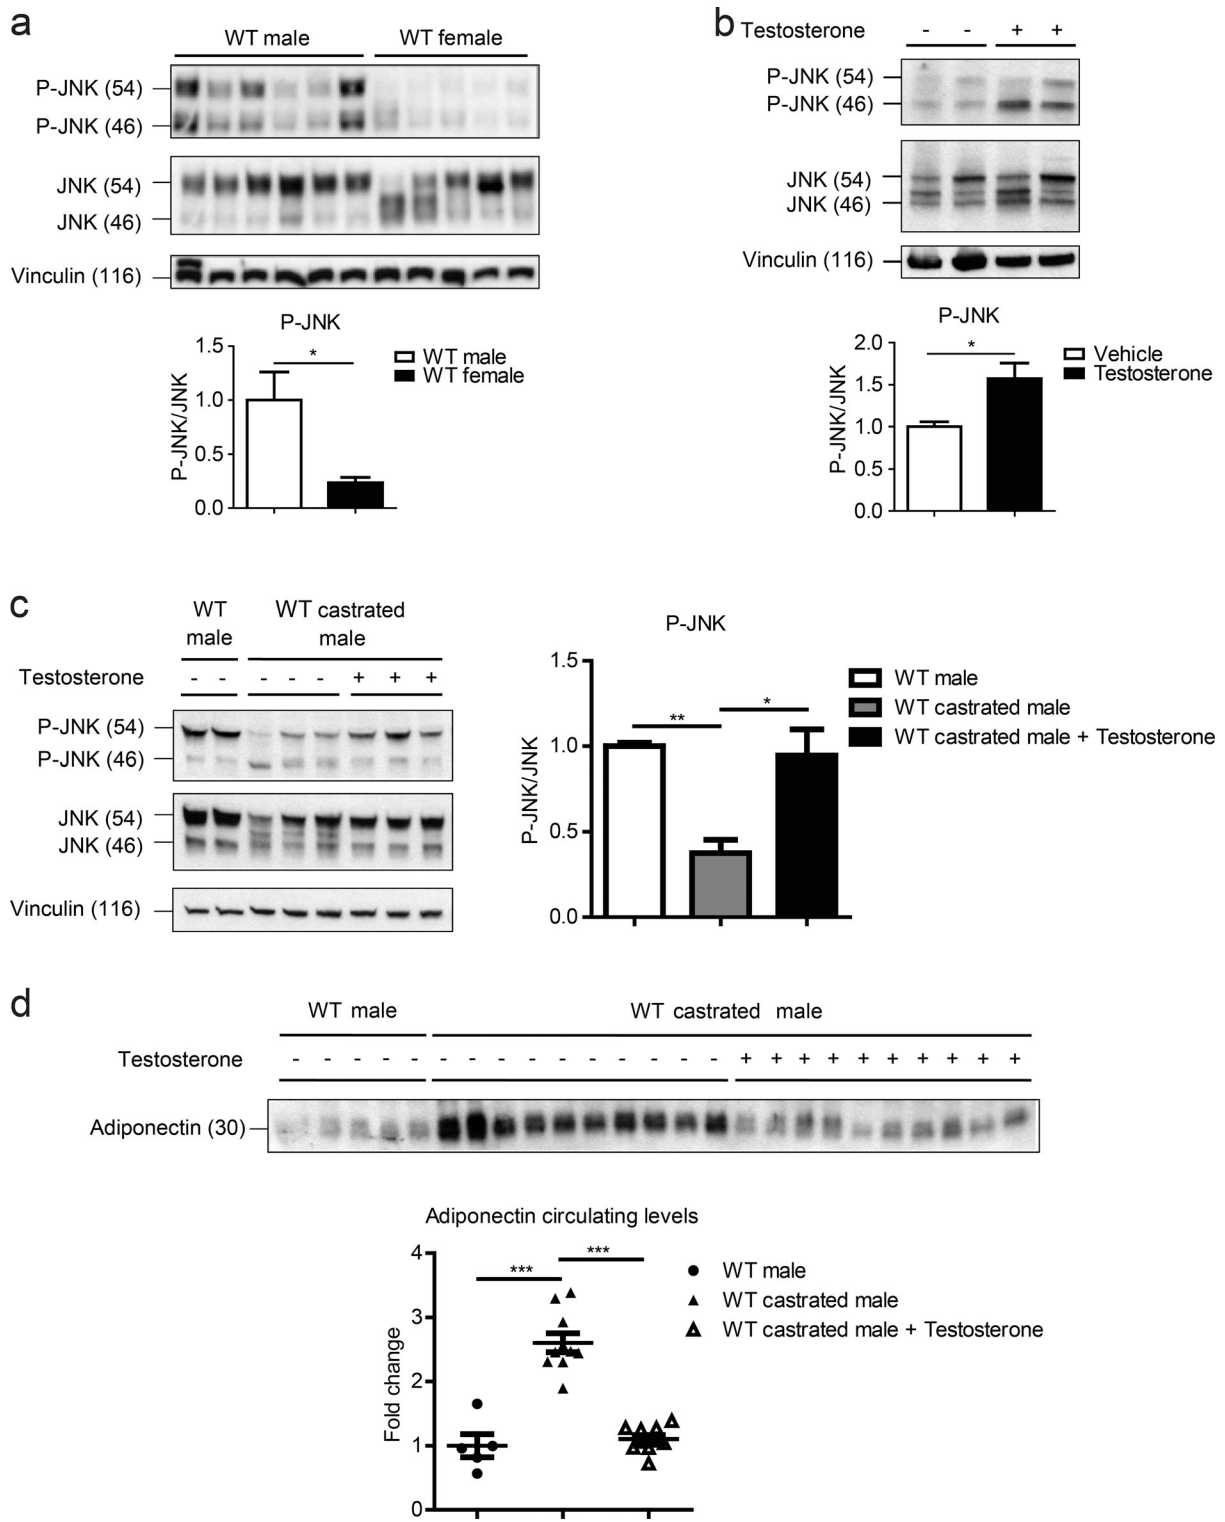 a
WT male WT female
P-JNK (54)
P-JNK (46)
JNK (54)
JNK (46)
Vinculin (116)
P-JNK
1.5
1.0
0.5
0.0
P-JNK/JNK
*
WT male
WT female
b
Testosterone - - + +
P-JNK (54)
P-JNK (46)
JNK (54)
JNK (46)
Vinculin (116)
P-JNK
2.0
1.5
1.0
0.5
0.0
P-JNK/JNK
*
Vehicle
Testosterone
c
WT male
WT castrated male
Testosterone - - - - - + + +
P-JNK (54)
P-JNK (46)
JNK (54)
JNK (46)
Vinculin (116)
P-JNK
1.5
1.0
0.5
0.0
P-JNK/JNK
**
*
WT male
WT castrated male
WT castrated male + Testosterone
d
WT male WT castrated male
Testosterone - - - - - - - - - - - - - - - + + + + + + + + + +
Adiponectin (30)
Adiponectin circulating levels
4
3
2
1
0
Fold change
***
***
WT male
WT castrated male
WT castrated male + Testosterone